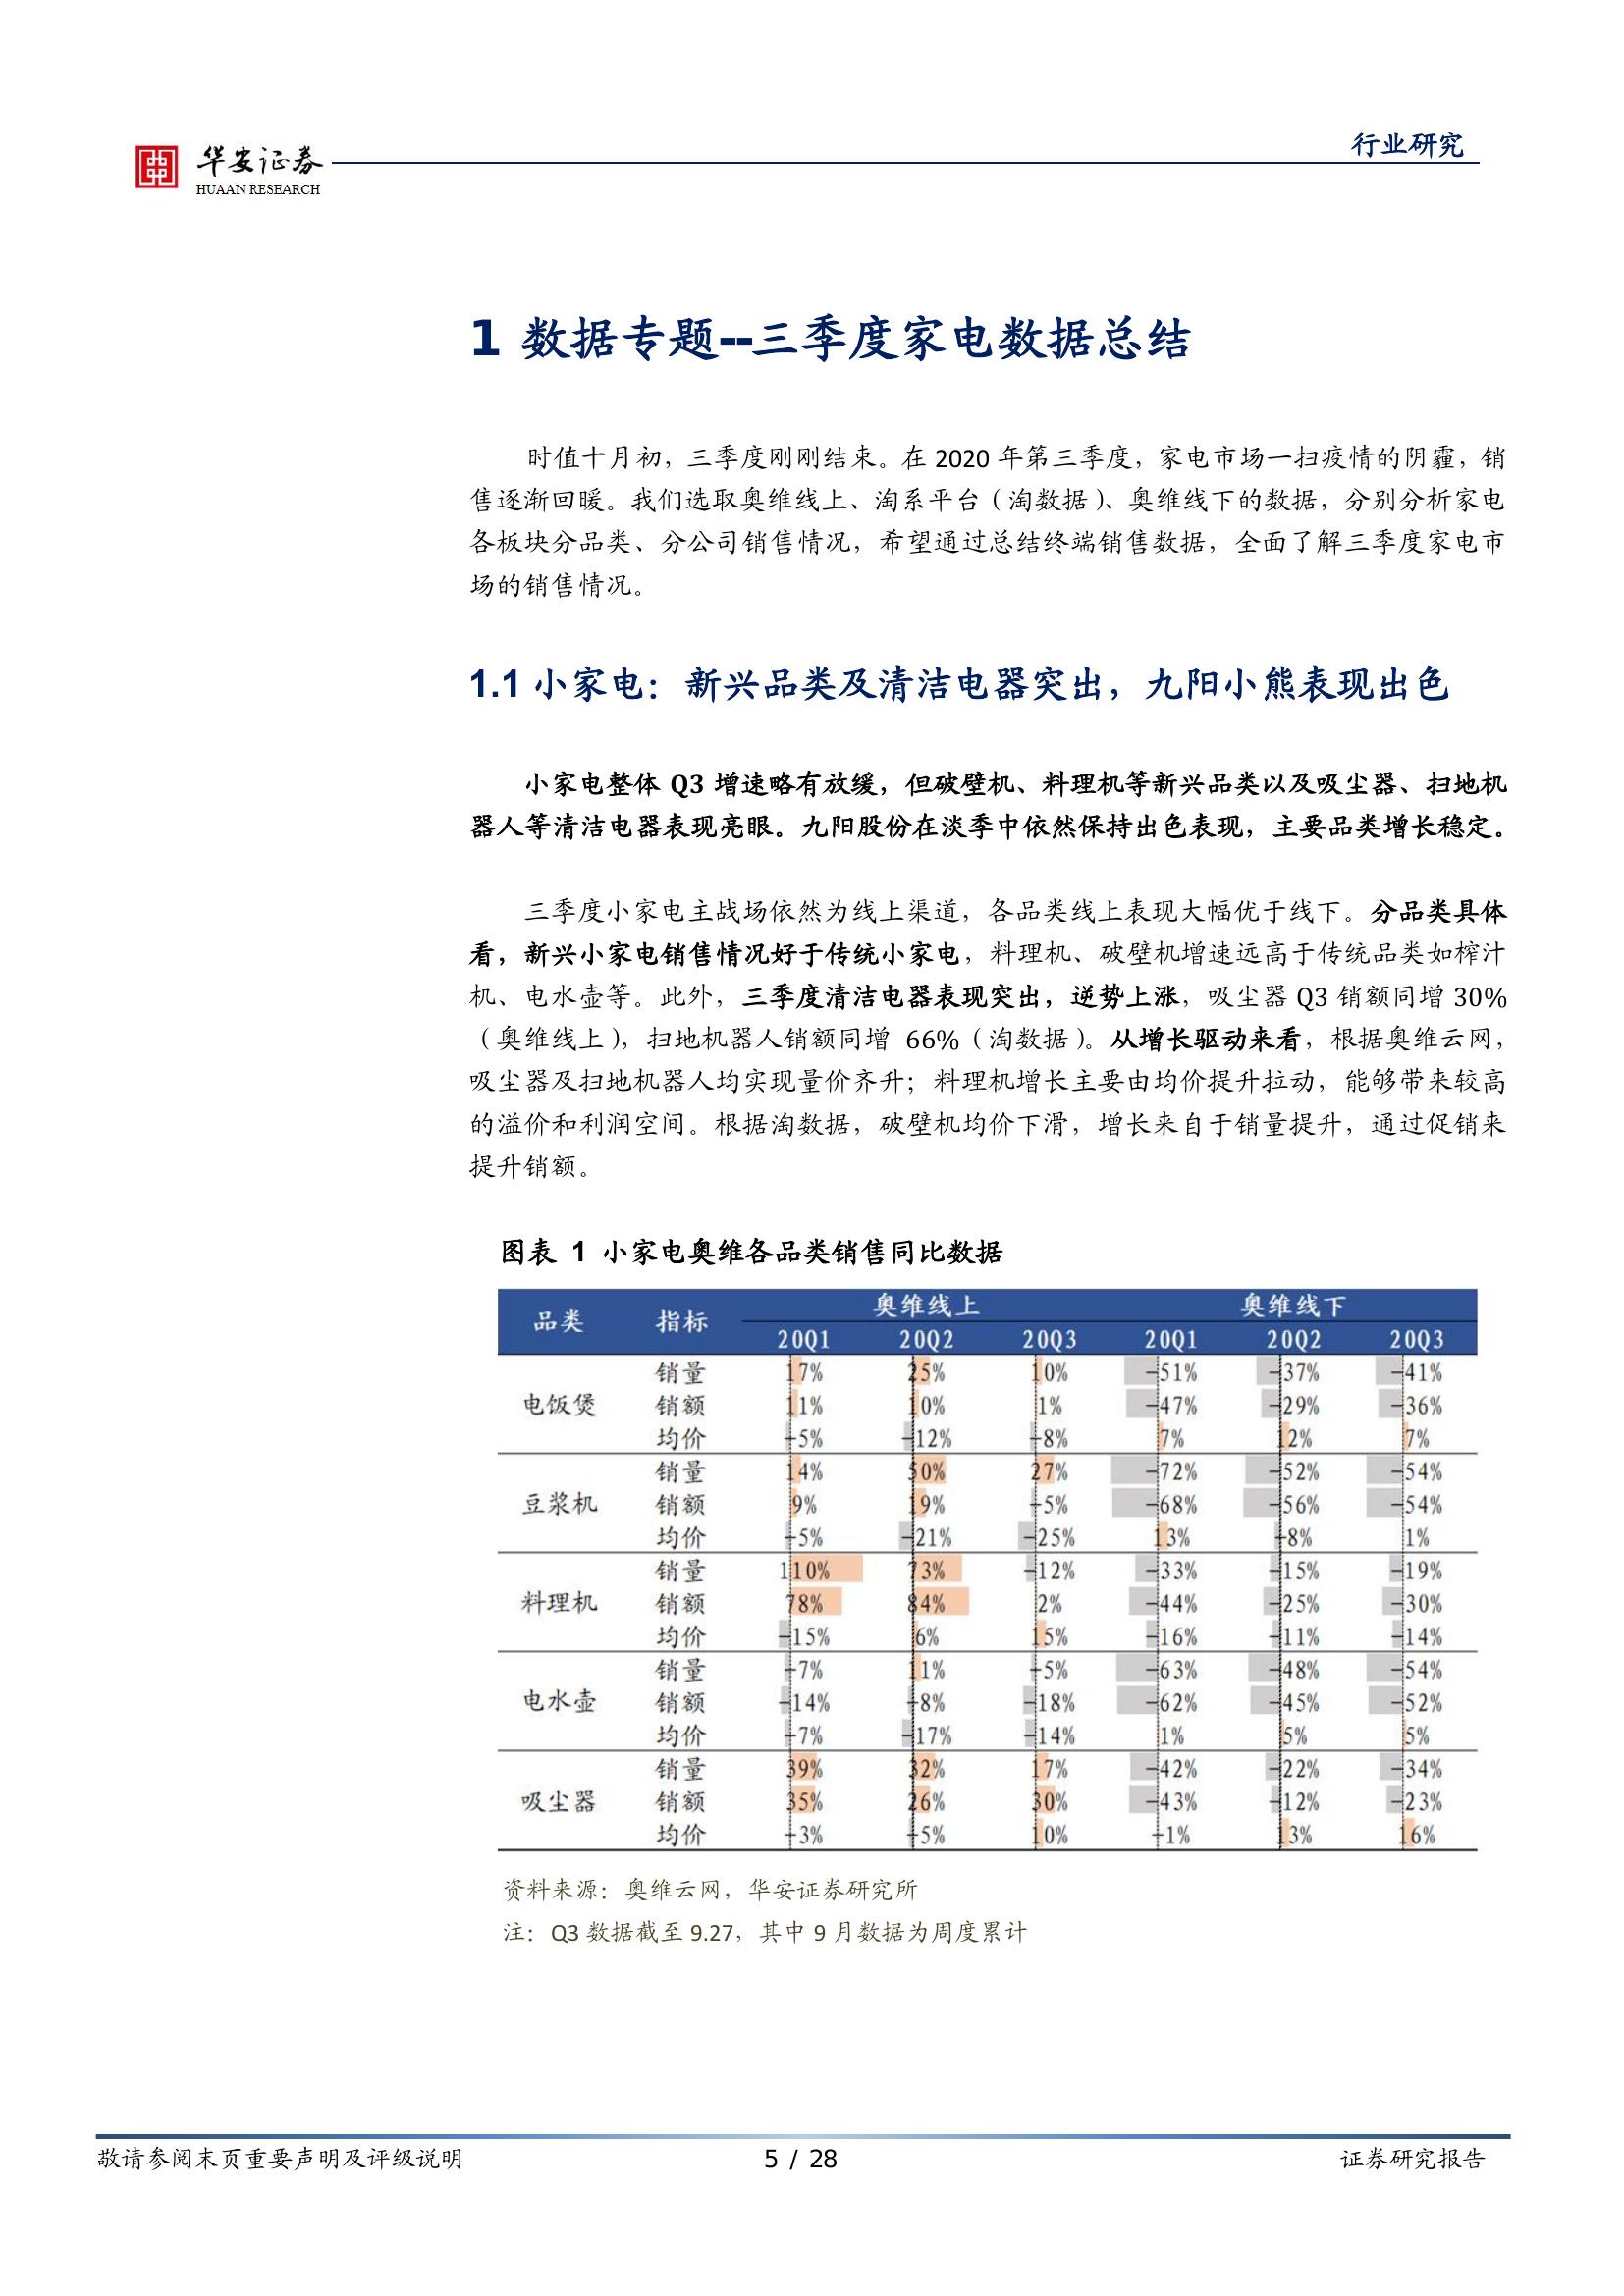 华安证券
HUAAN RESEARCH
行业研究
1 数据专题--三季度家电数据总结
时值十月初，三季度刚刚结束。在 2020 年第三季度，家电市场一扫疫情的阴霾，销
售逐渐回暖。我们选取奥维线上、淘系平台（淘数据）、奥维线下的数据，分别分析家电
各板块分品类、分公司销售情况，希望通过总结终端销售数据，全面了解三季度家电市
场的销售情况。
1.1 小家电：新兴品类及清洁电器突出，九阳小熊表现出色
小家电整体 Q3 增速略有放缓，但破壁机、料理机等新兴品类以及吸尘器、扫地机
器人等清洁电器表现亮眼。九阳股份在淡季中依然保持出色表现，主要品类增长稳定。
三季度小家电主战场依然为线上渠道，各品类线上表现大幅优于线下。分品类具体
看，新兴小家电销售情况好于传统小家电，料理机、破壁机增速远高于传统品类如榨汁
机、电水壶等。此外，三季度清洁电器表现突出，逆势上涨，吸尘器 Q3 销额同增 30%
（奥维线上），扫地机器人销额同增 66%（淘数据）。从增长驱动来看，根据奥维云网，
吸尘器及扫地机器人均实现量价齐升；料理机增长主要由均价提升拉动，能够带来较高
的溢价和利润空间。根据淘数据，破壁机均价下滑，增长来自于销量提升，通过促销来
提升销额。
图表 1 小家电奥维各品类销售同比数据
品类 指标 奥维线上 奥维线下
20Q1 20Q2 20Q3 20Q1 20Q2 20Q3
销量 17% 25% 10% -51% -37% -41%
电饭煲 销额 11% 10% 1% -47% -29% -36%
均价 -5% -12% -8% 7% 12% 7%
销量 14% 50% 27% -72% -52% -54%
豆浆机 销额 9% 19% -5% -68% -56% -54%
均价 -5% -21% -25% 13% -8% 1%
销量 110% 73% -12% -33% -15% -19%
料理机 销额 78% 84% 2% -44% -25% -30%
均价 -15% 6% 15% -16% -11% -14%
销量 -7% 11% -5% -63% -48% -54%
电水壶 销额 -14% -8% -18% -62% -45% -52%
均价 -7% -17% -14% 1% 5% 5%
销量 39% 32% 17% -42% -22% -34%
吸尘器 销额 35% 26% 30% -43% -12% -23%
均价 -3% -5% 10% -1% 13% 16%
资料来源：奥维云网，华安证券研究所
注：Q3 数据截至 9.27，其中 9 月数据为周度累计
敬请参阅末页重要声明及评级说明
5 / 28
证券研究报告